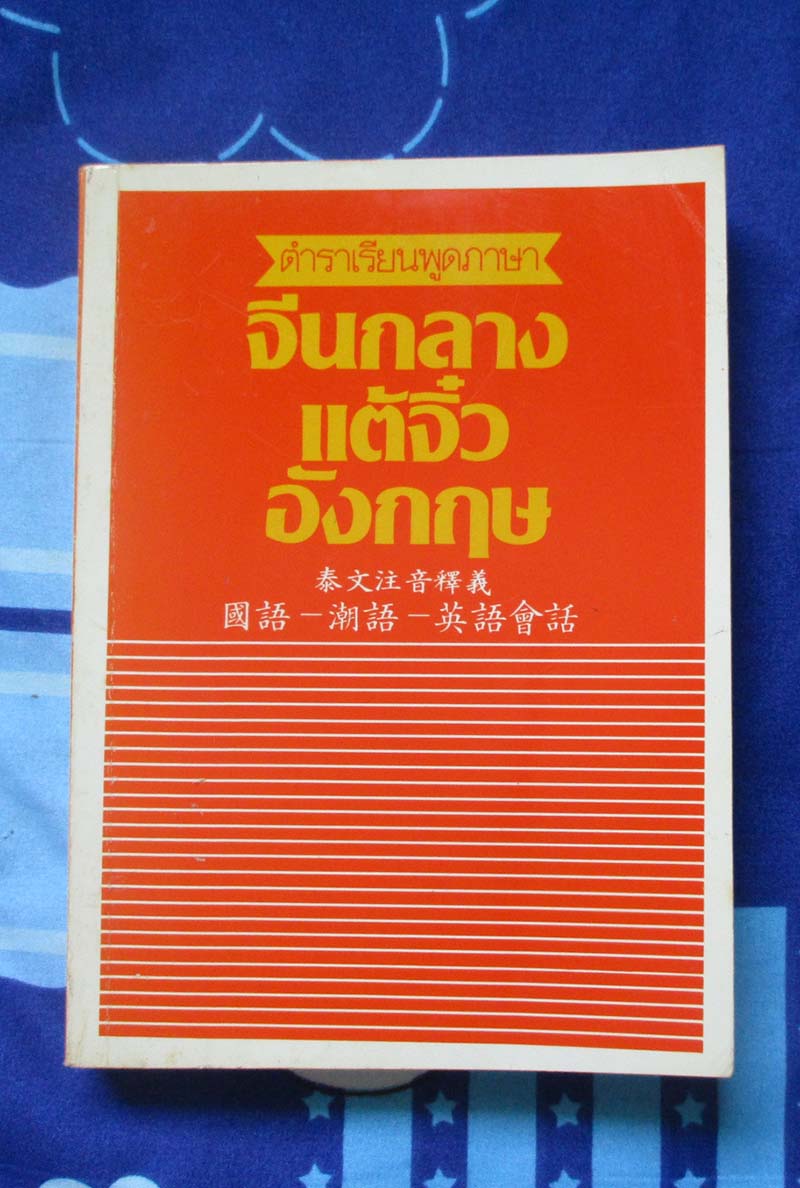 ตำราเรียนพูดภาษา
จีนกลาง
แต้จิ๋ว
อังกฤษ
泰文注音釋義
國語－潮語－英語會話